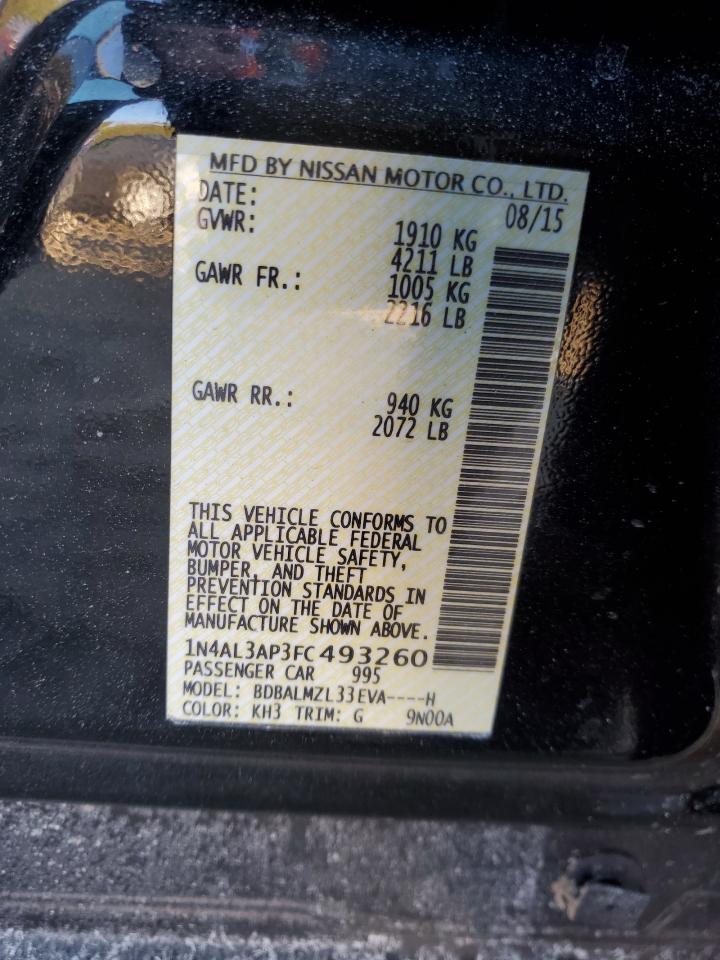 MFD BY NISSAN MOTOR CO., LTD.
DATE: 08/15
GVWR: 1910 KG
4211 LB
GAWR FR.: 1005 KG
2216 LB
GAWR RR.: 940 KG
2072 LB
THIS VEHICLE CONFORMS TO
ALL APPLICABLE FEDERAL
MOTOR VEHICLE SAFETY,
BUMPER, AND THEFT
PREVENTION STANDARDS IN
EFFECT ON THE DATE OF
MANUFACTURE SHOWN ABOVE.
1N4AL3AP3FC493260
PASSENGER CAR 995
MODEL: BDBALMZL33EVA----H
COLOR: KH3 TRIM: G 9N00A